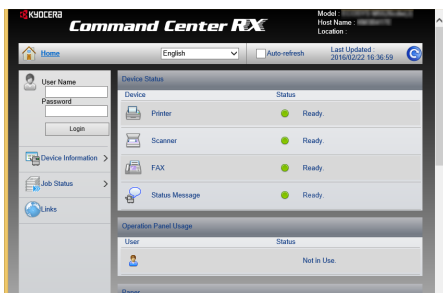 KYOCERA
Command Center RX
Model :
Host Name :
Location :
Home
English
Auto-refresh
Last Updated :
2016/02/22 16:36:59
User Name
Password
Login
Device Information >
Job Status >
Links
Device Status
Device Status
Printer Ready.
Scanner Ready.
FAX Ready.
Status Message Ready.
Operation Panel Usage
User Status
Not in Use.
Paper